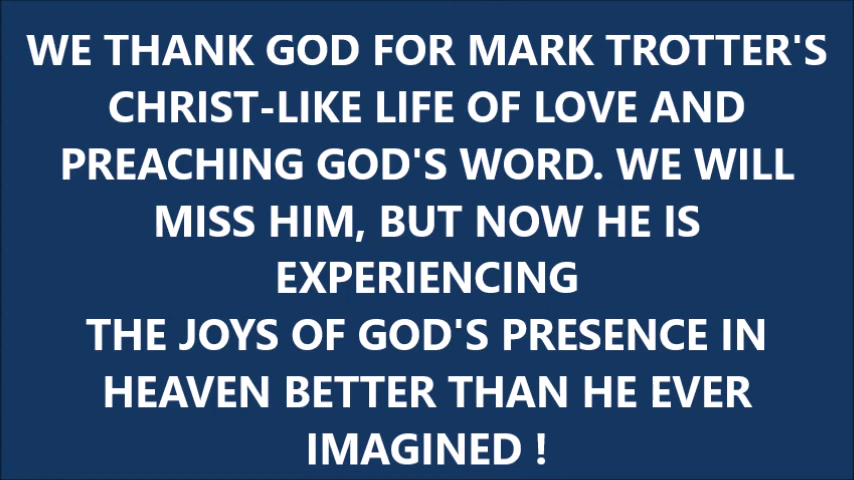 WE THANK GOD FOR MARK TROTTER'S
CHRIST-LIKE LIFE OF LOVE AND
PREACHING GOD'S WORD. WE WILL
MISS HIM, BUT NOW HE IS
EXPERIENCING
THE JOYS OF GOD'S PRESENCE IN
HEAVEN BETTER THAN HE EVER
IMAGINED !